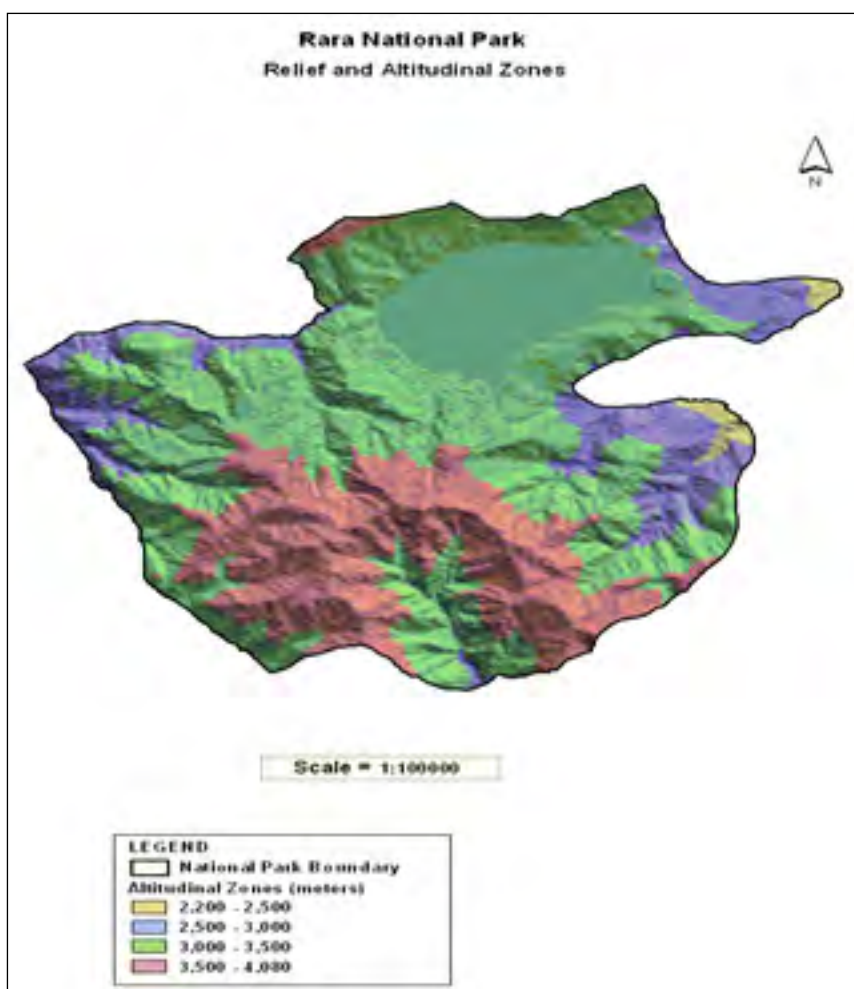 Rara National Park
Relief and Altitudinal Zones
N
Scale = 1:100000
LEGEND
National Park Boundary
Altitudinal Zones (meters)
2,200 - 2,500
2,500 - 3,000
3,000 - 3,500
3,500 - 4,080